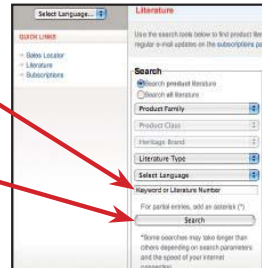 Select Language...
QUICK LINKS
Sales Locator
Literature
Subscriptions
Literature
Use the search tools below to find product liter
regular e-mail updates on the subscriptions pa
Search
Search product literature
Search all literature
Product Family
Product Class
Heritage Brand
Literature Type
Select Language
Keyword or Literature Number
For partial entries, add an asterisk (*)
Search
*Some searches may take longer than
others depending on search parameters
and the speed of your internet
connection.